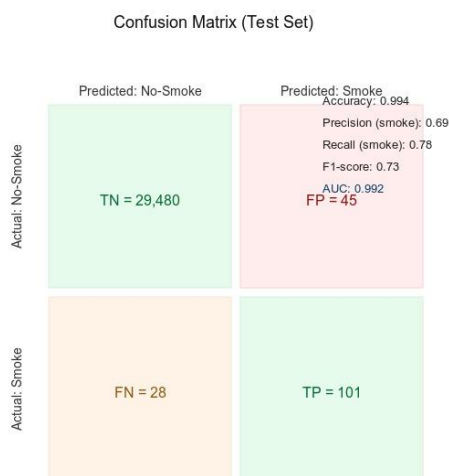 Confusion Matrix (Test Set)
Predicted: No-Smoke
Predicted: Smoke
Accuracy: 0.994
Precision (smoke): 0.69
Recall (smoke): 0.78
F1-score: 0.73
AUC: 0.992
Actual: No-Smoke
TN = 29,480
FP = 45
Actual: Smoke
FN = 28
TP = 101